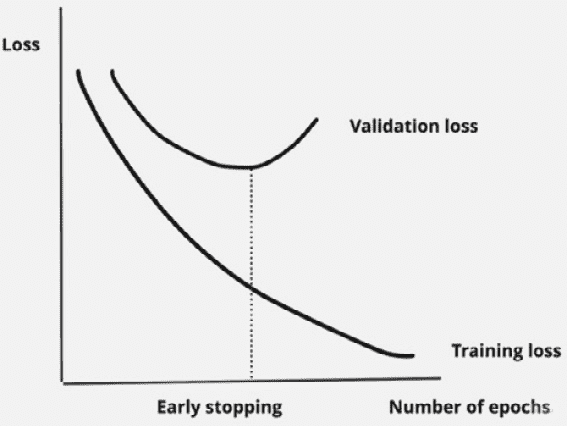 Loss
Validation loss
Training loss
Early stopping
Number of epochs